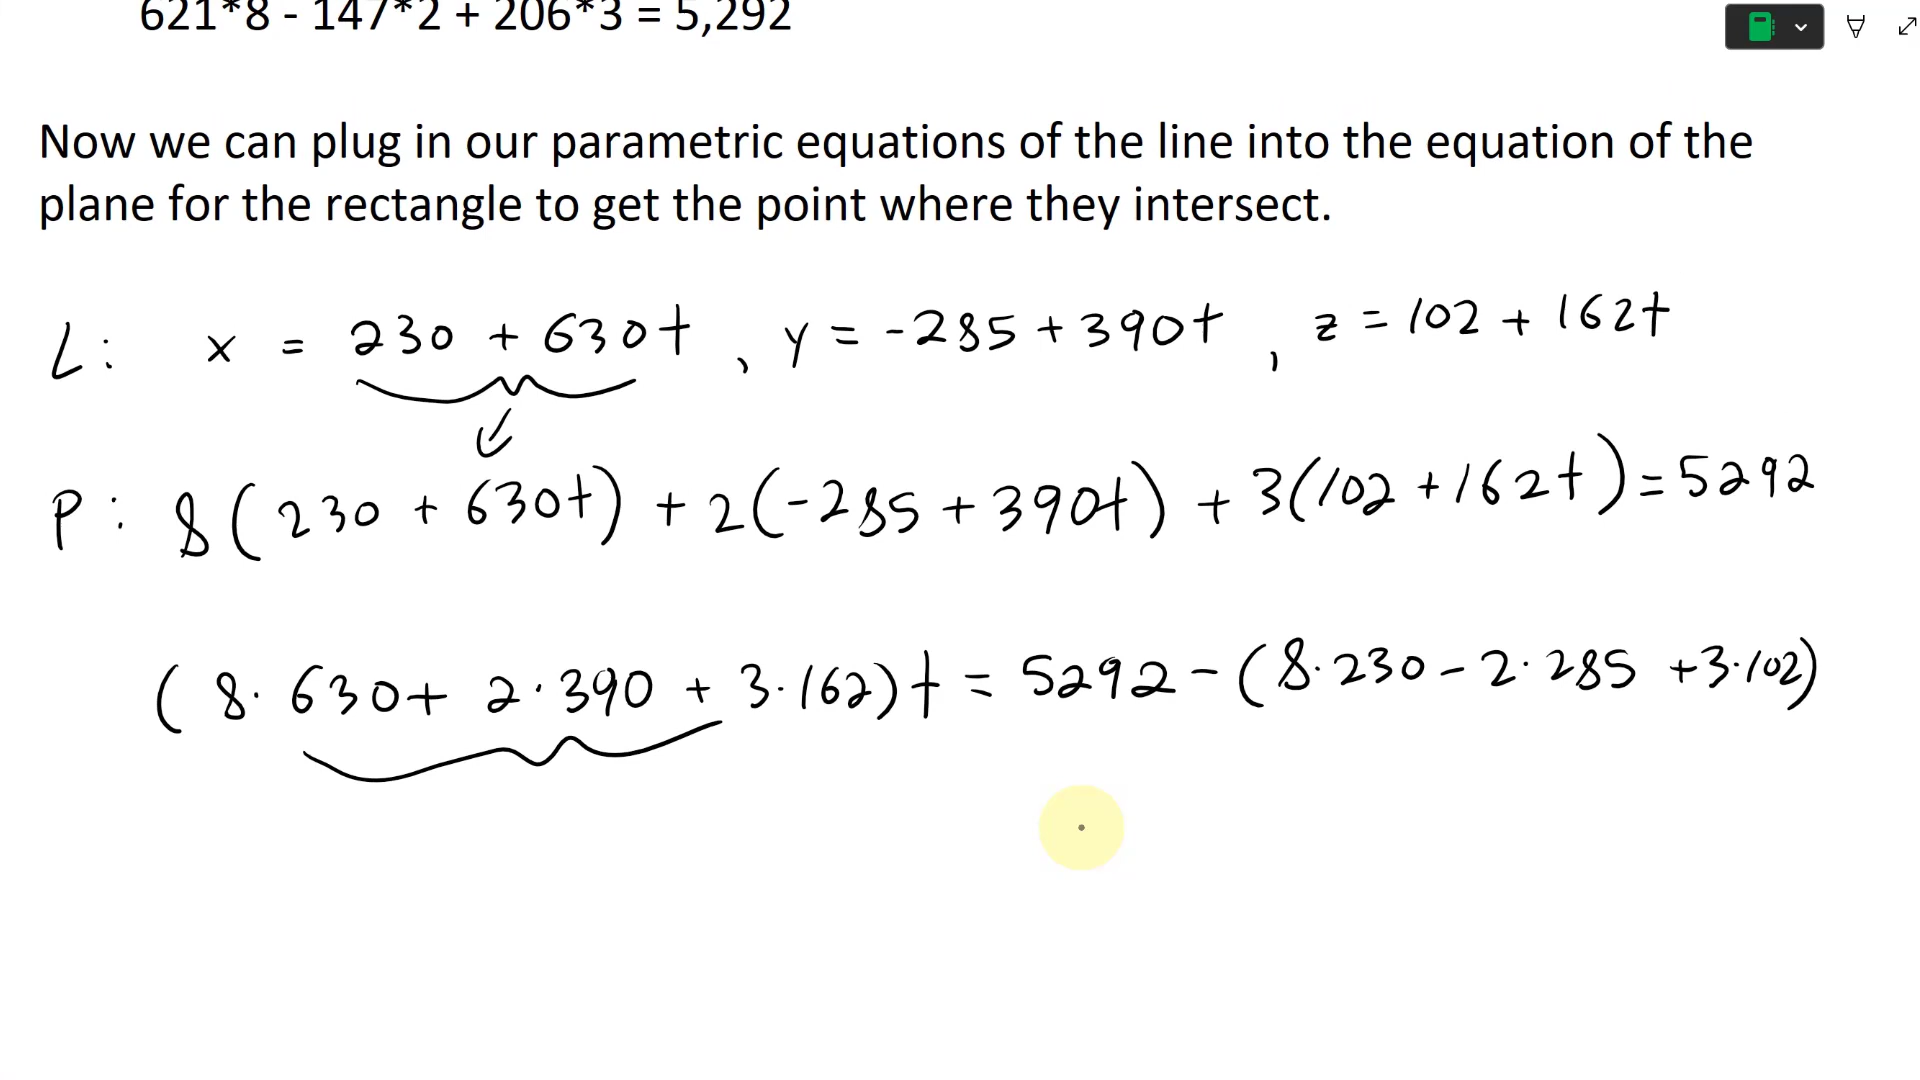 621*8 - 147*2 + 206*3 = 5,292
Now we can plug in our parametric equations of the line into the equation of the
plane for the rectangle to get the point where they intersect.
L: x = 230 + 630t , y = -285 + 390t , z = 102 + 162t
P: 8(230 + 630t) + 2(-285 + 390t) + 3(102 + 162t) = 5292
(8·630 + 2·390 + 3·162)t = 5292 - (8·230 - 2·285 + 3·102)